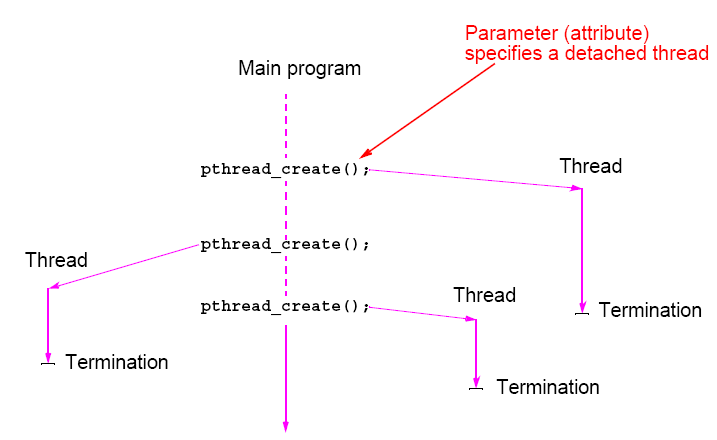 Parameter (attribute)
specifies a detached thread
Main program
pthread_create();
Thread
pthread_create();
Thread
pthread_create();
Thread
Termination
Termination
Termination